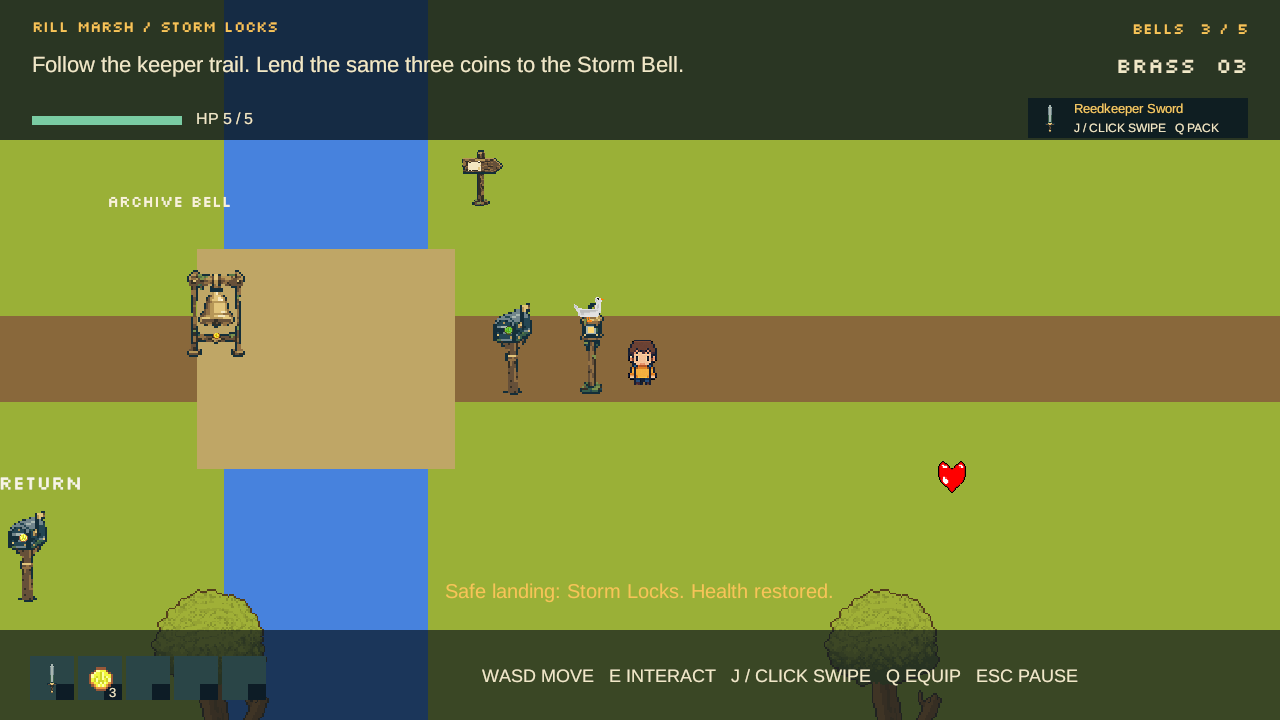 RILL MARSH / STORM LOCKS
BELLS 3 / 5
Follow the keeper trail. Lend the same three coins to the Storm Bell.
BRASS 03
HP 5 / 5
Reedkeeper Sword
J / CLICK SWIPE Q PACK
ARCHIVE BELL
RETURN
Safe landing: Storm Locks. Health restored.
3
WASD MOVE E INTERACT J / CLICK SWIPE Q EQUIP ESC PAUSE